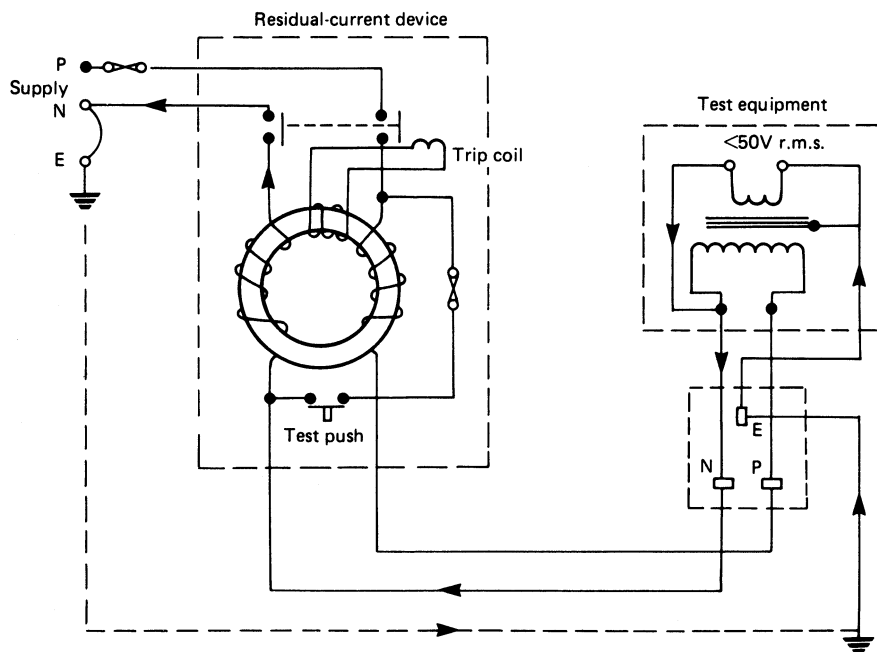 Residual-current device
P
Supply
N
E
Trip coil
Test push
Test equipment
<50V r.m.s.
E
N
P